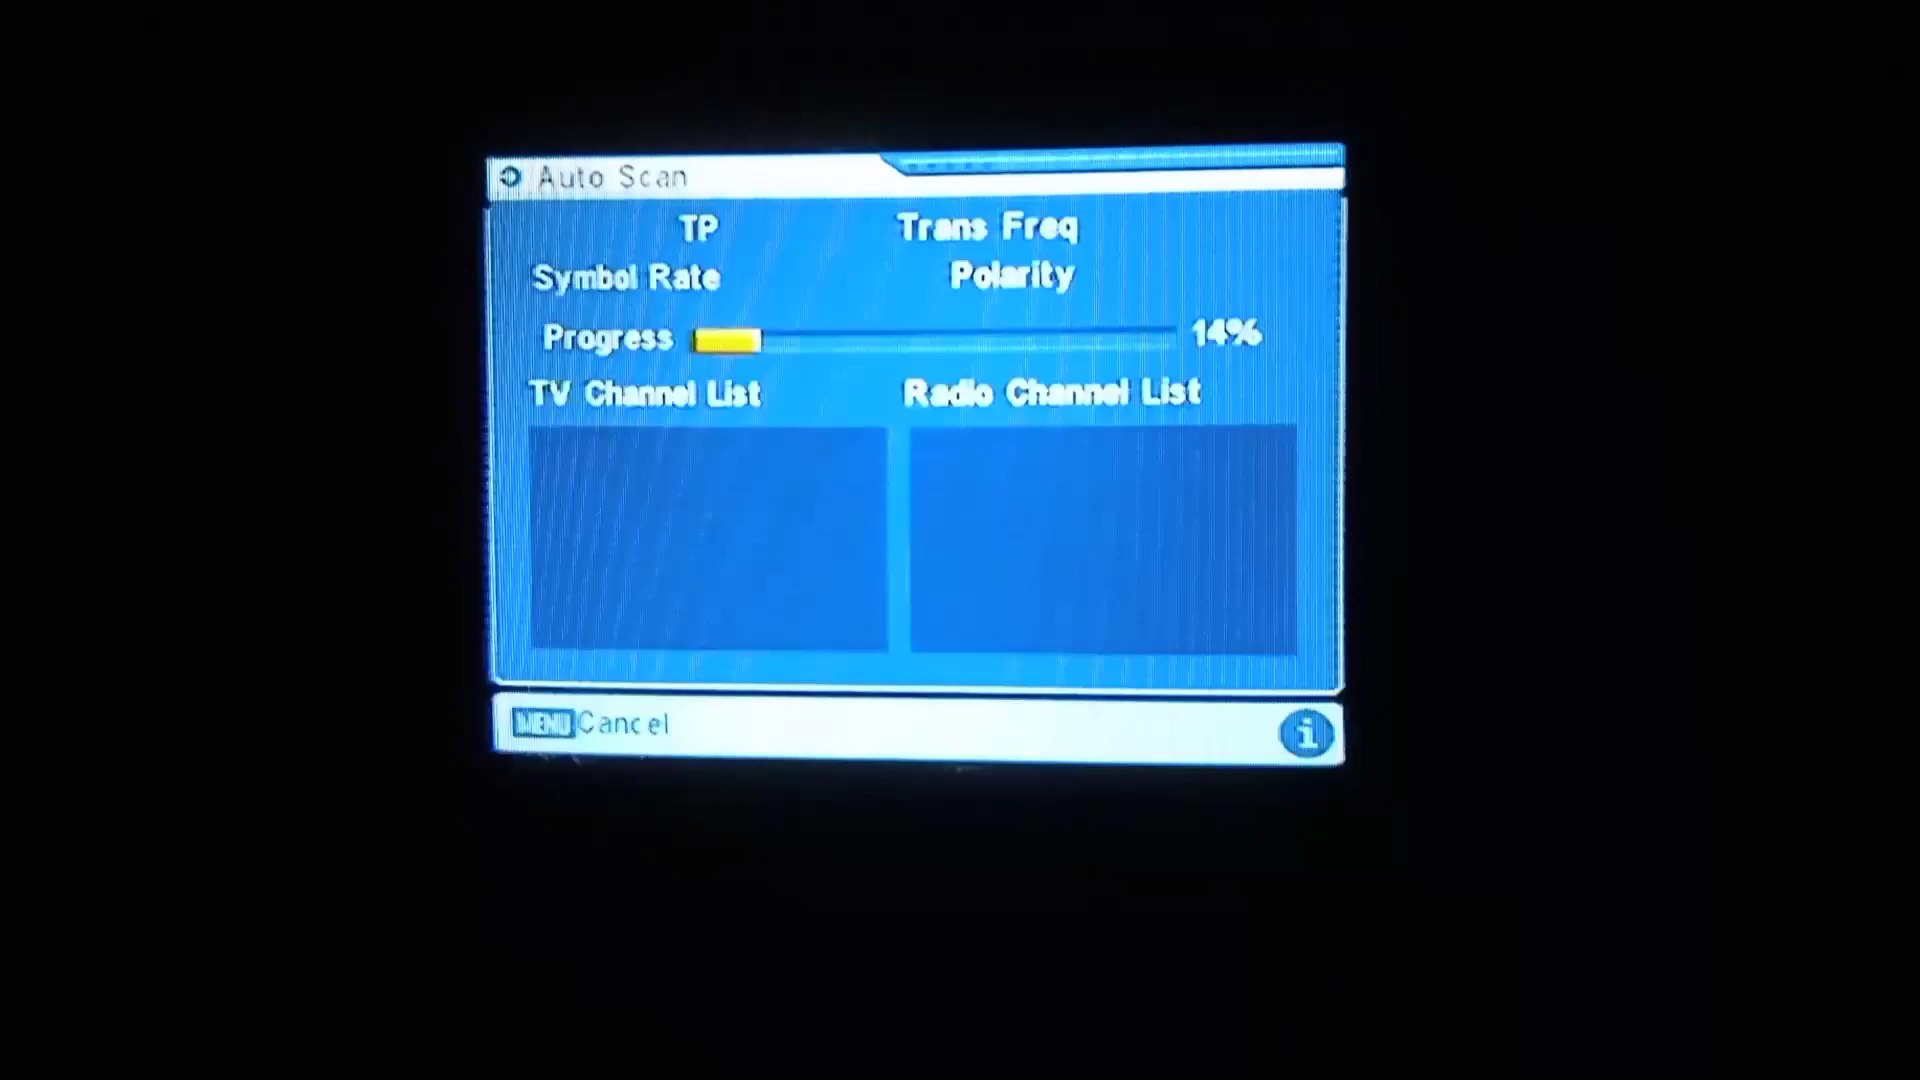 Auto Scan
TP Trans Freq
Symbol Rate Polarity
Progress 14%
TV Channel List Radio Channel List
MENU Cancel i